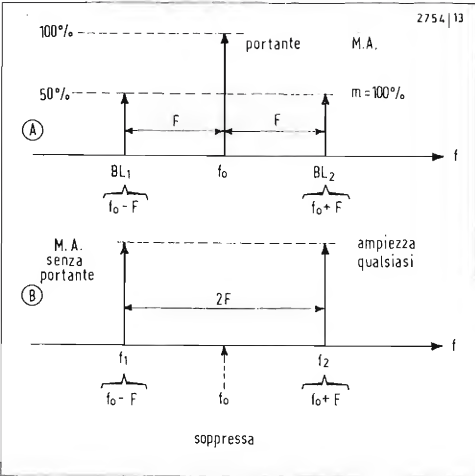 2754|13
100%
portante M.A.
50% m=100%
F F
A
f
BL₁ f₀ BL₂
f₀-F f₀+F
M.A. senza portante
ampiezza qualsiasi
B
2F
f
f₁ f₂
f₀-F f₀ f₀+F
soppressa